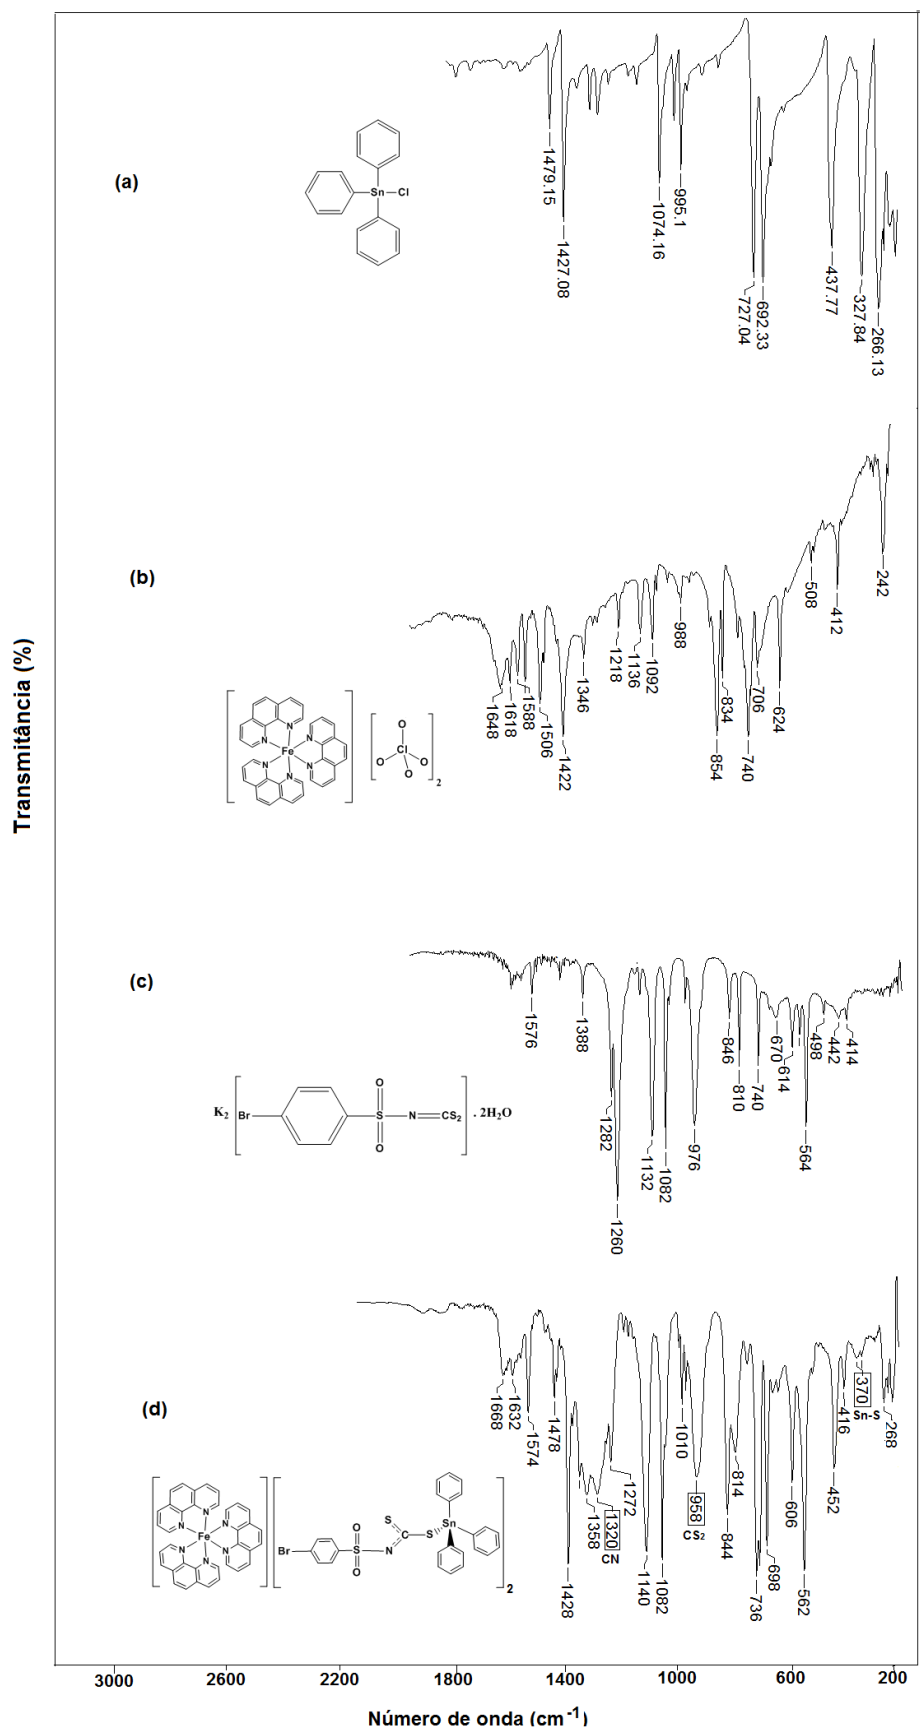 Transmitância (%)
(a)
Sn
Cl
1479.15
1427.08
1074.16
995.1
727.04
692.33
437.77
327.84
266.13
(b)
N
N
N
Fe
N
N
N
O
Cl
O
O
O
2
1648
1618
1588
1506
1422
1346
1218
1136
1092
988
854
834
740
706
624
508
412
242
(c)
K2
Br
O
S
O
N
CS2
. 2H2O
1576
1388
1282
1260
1132
1082
976
846
810
740
670
614
564
498
442
414
(d)
N
N
N
Fe
N
N
N
Br
O
S
O
N
S
C
S
Sn
2
1668
1632
1574
1478
1428
1358
1320
CN
1272
1140
1082
1010
958
CS2
844
814
736
698
606
562
452
416
370
Sn-S
268
3000 2600 2200 1800 1400 1000 600 200
Número de onda (cm-1)